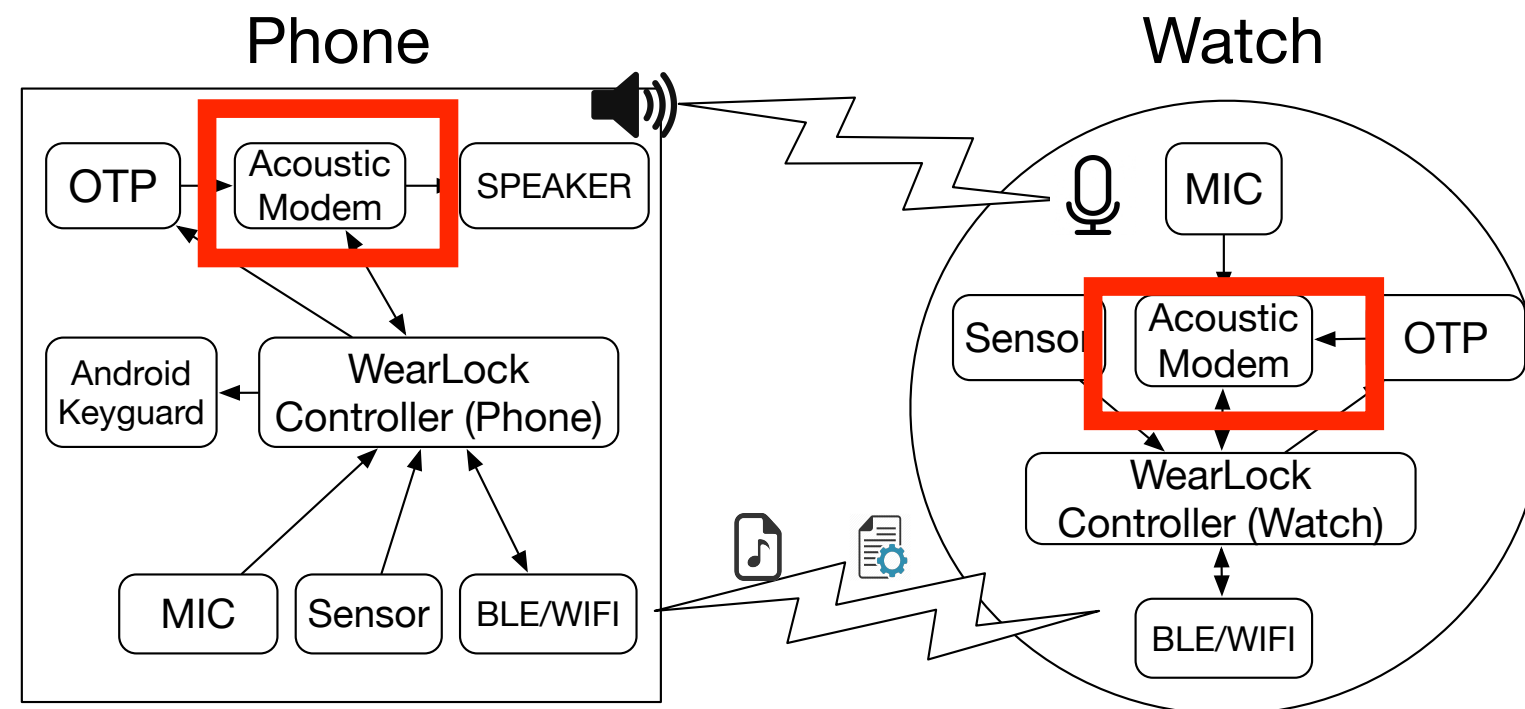 Phone
Watch
OTP
Acoustic
Modem
SPEAKER
MIC
Sensor
Acoustic
Modem
OTP
Android
Keyguard
WearLock
Controller (Phone)
WearLock
Controller (Watch)
MIC
Sensor
BLE/WIFI
BLE/WIFI